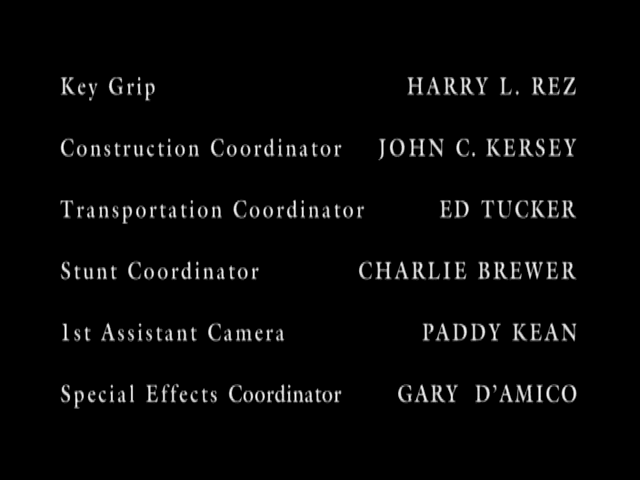 Key Grip HARRY L. REZ
Construction Coordinator JOHN C. KERSEY
Transportation Coordinator ED TUCKER
Stunt Coordinator CHARLIE BREWER
1st Assistant Camera PADDY KEAN
Special Effects Coordinator GARY D'AMICO